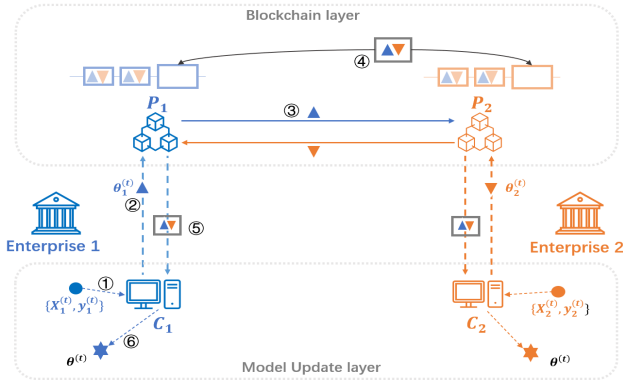 Blockchain layer
④
P₁
P₂
③
θ₁⁽ᵗ⁾
②
⑤
θ₂⁽ᵗ⁾
Enterprise 1
Enterprise 2
①
{X₁⁽ᵗ⁾, y₁⁽ᵗ⁾}
C₁
C₂
{X₂⁽ᵗ⁾, y₂⁽ᵗ⁾}
⑥
θ⁽ᵗ⁾
θ⁽ᵗ⁾
Model Update layer